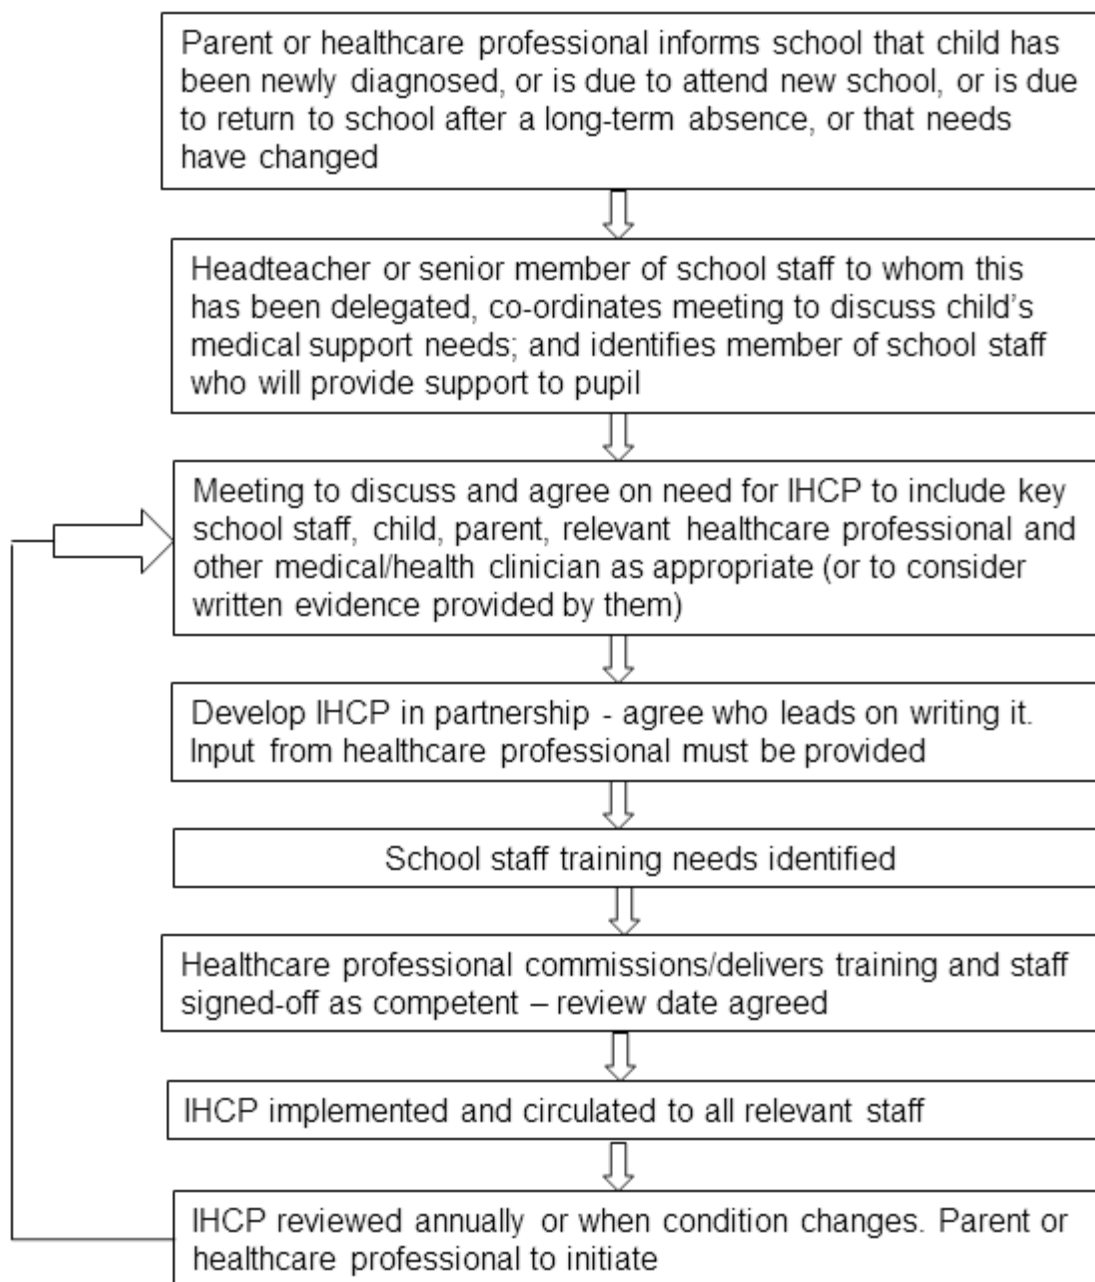 Parent or healthcare professional informs school that child has
been newly diagnosed, or is due to attend new school, or is due
to return to school after a long-term absence, or that needs
have changed
Headteacher or senior member of school staff to whom this
has been delegated, co-ordinates meeting to discuss child's
medical support needs; and identifies member of school staff
who will provide support to pupil
Meeting to discuss and agree on need for IHCP to include key
school staff, child, parent, relevant healthcare professional and
other medical/health clinician as appropriate (or to consider
written evidence provided by them)
Develop IHCP in partnership - agree who leads on writing it.
Input from healthcare professional must be provided
School staff training needs identified
Healthcare professional commissions/delivers training and staff
signed-off as competent – review date agreed
IHCP implemented and circulated to all relevant staff
IHCP reviewed annually or when condition changes. Parent or
healthcare professional to initiate